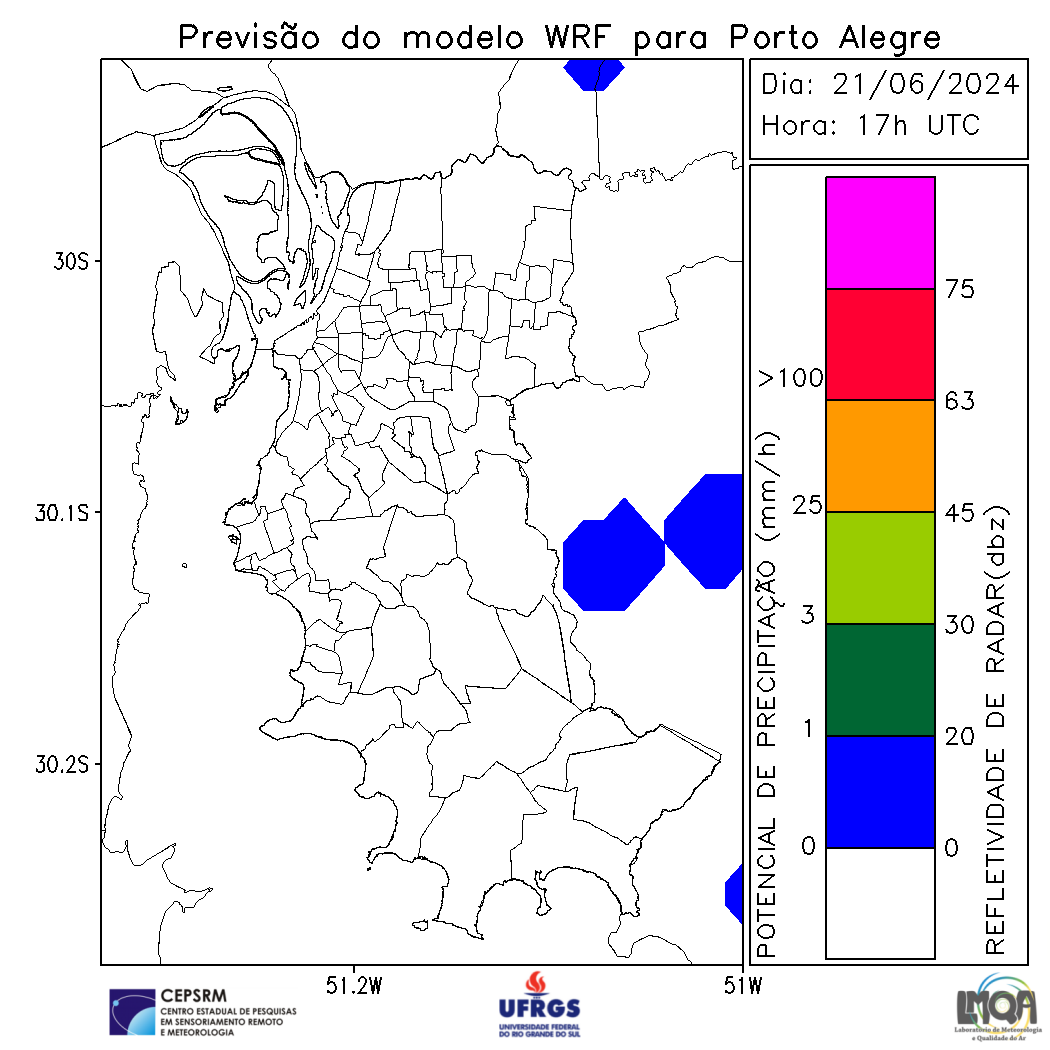 Previsão do modelo WRF para Porto Alegre
Dia: 21/06/2024
Hora: 17h UTC
30S
30.1S
30.2S
51.2W
51W
POTENCIAL DE PRECIPITAÇÃO (mm/h)
>100
25
3
1
0
75
63
45
30
20
0
REFLETIVIDADE DE RADAR(dbz)
CEPSRM
CENTRO ESTADUAL DE PESQUISAS
EM SENSORIAMENTO REMOTO
E METEOROLOGIA
UFRGS
UNIVERSIDADE FEDERAL
DO RIO GRANDE DO SUL
LMQA
Laboratório de Meteorologia
e Qualidade do Ar